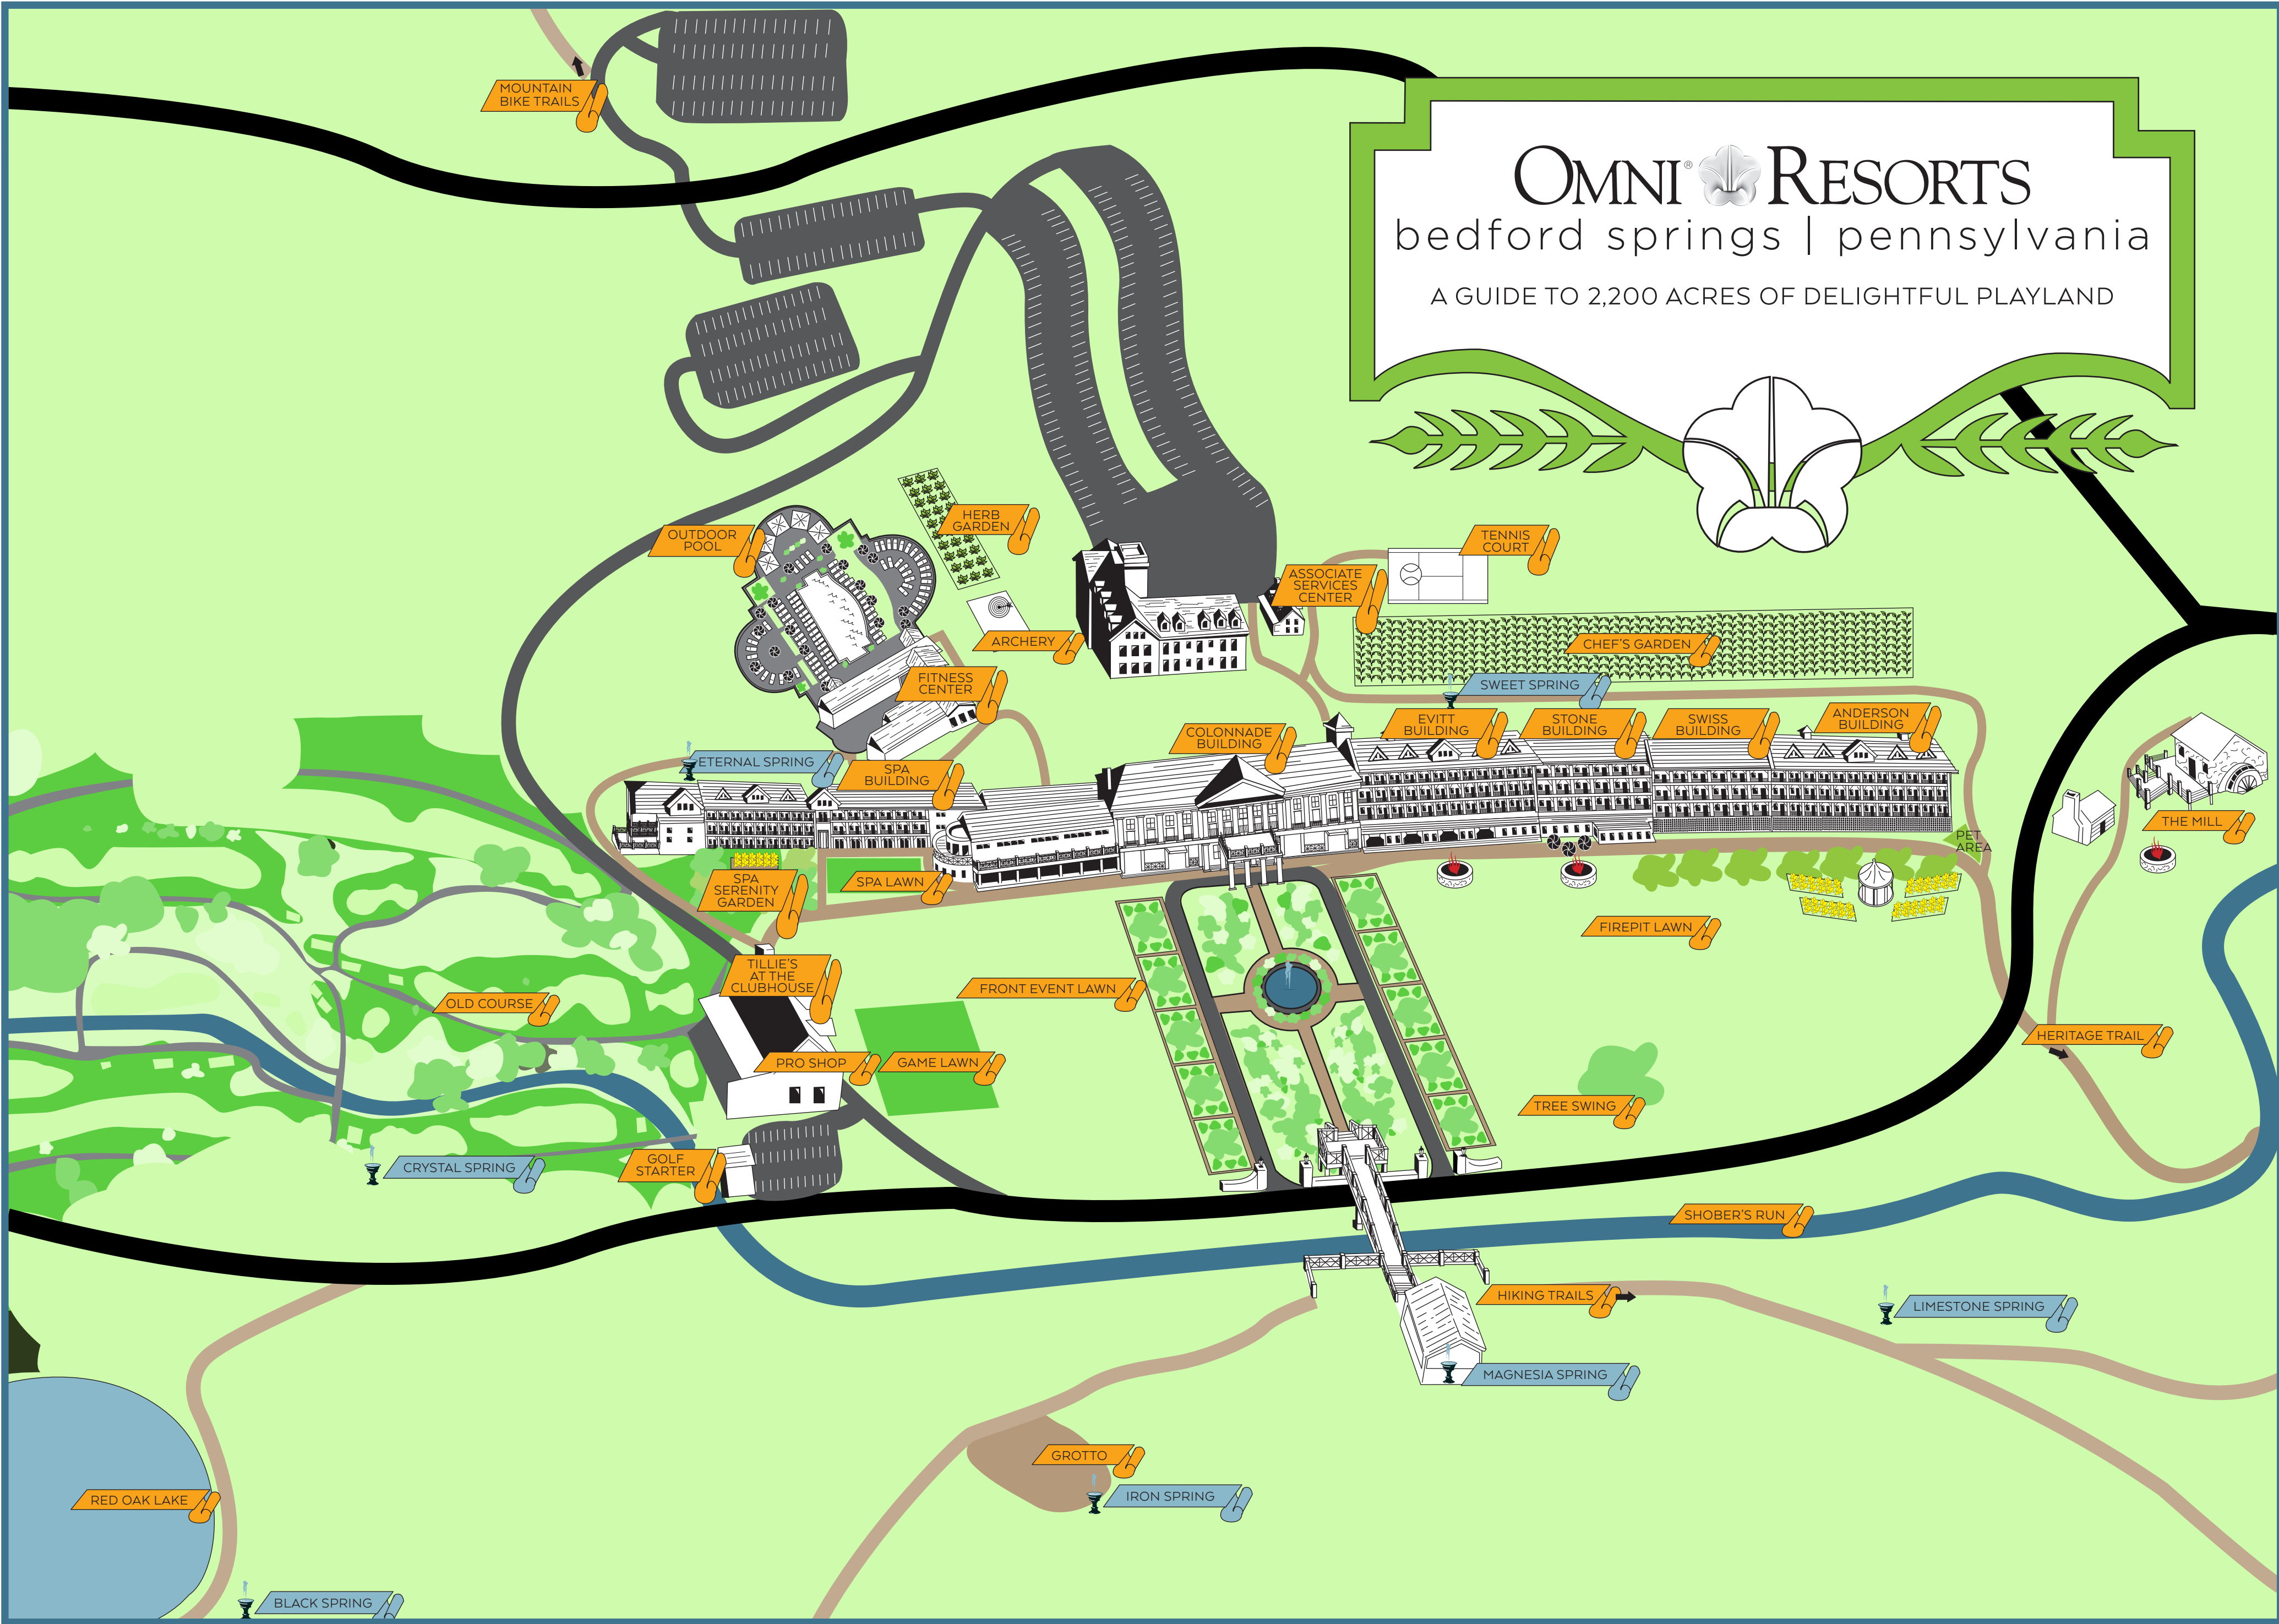 MOUNTAIN
BIKE TRAILS
OMNI® RESORTS
bedford springs | pennsylvania
A GUIDE TO 2,200 ACRES OF DELIGHTFUL PLAYLAND
OUTDOOR
POOL
HERB
GARDEN
TENNIS
COURT
ASSOCIATE
SERVICES
CENTER
ARCHERY
CHEF'S GARDEN
FITNESS
CENTER
SWEET SPRING
COLONNADE
BUILDING
EVITT
BUILDING
STONE
BUILDING
SWISS
BUILDING
ANDERSON
BUILDING
ETERNAL SPRING
SPA
BUILDING
THE MILL
PET
AREA
SPA
SERENITY
GARDEN
SPA LAWN
FIREPIT LAWN
TILLIE'S
AT THE
CLUBHOUSE
FRONT EVENT LAWN
OLD COURSE
HERITAGE TRAIL
PRO SHOP
GAME LAWN
TREE SWING
CRYSTAL SPRING
GOLF
STARTER
SHOBER'S RUN
HIKING TRAILS
LIMESTONE SPRING
MAGNESIA SPRING
GROTTO
IRON SPRING
RED OAK LAKE
BLACK SPRING